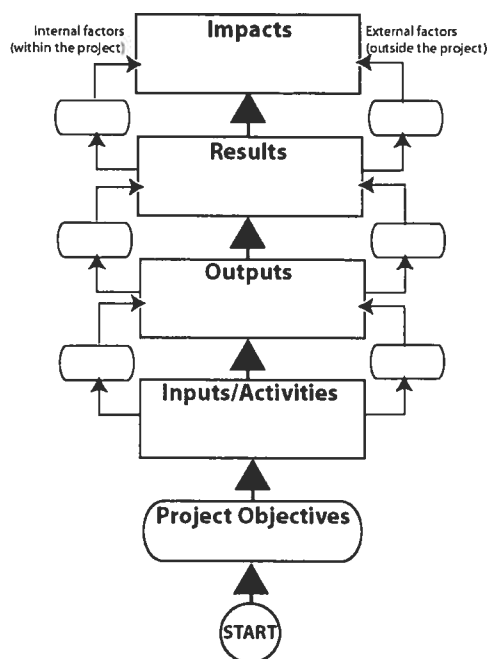 Internal factors
(within the project)
Impacts
External factors
(outside the project)
Results
Outputs
Inputs/Activities
Project Objectives
START